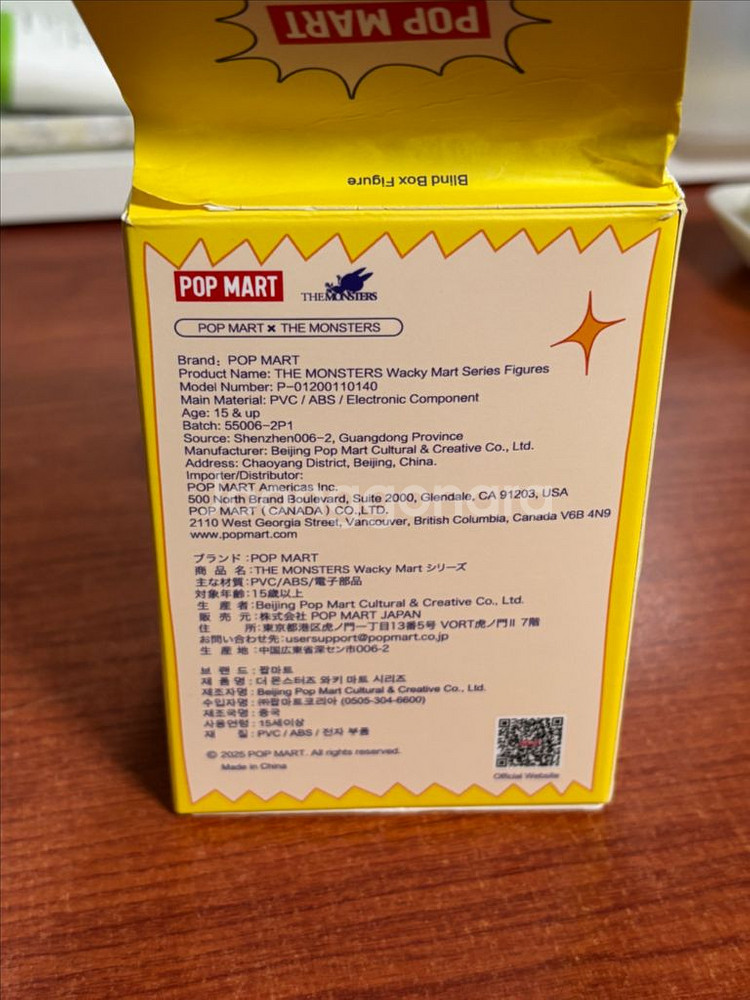 POP MART
Blind Box Figure
POP MART
THE MONSTERS
POP MART × THE MONSTERS
Brand: POP MART
Product Name: THE MONSTERS Wacky Mart Series Figures
Model Number: P-01200110140
Main Material: PVC / ABS / Electronic Component
Age: 15 & up
Batch: 55006-2P1
Source: Shenzhen006-2, Guangdong Province
Manufacturer: Beijing Pop Mart Cultural & Creative Co., Ltd.
Address: Chaoyang District, Beijing, China.
Importer/Distributor:
POP MART Americas Inc.
500 North Brand Boulevard, Suite 2000, Glendale, CA 91203, USA
POP MART (CANADA) CO.,LTD.
2110 West Georgia Street, Vancouver, British Columbia, Canada V6B 4N9
www.popmart.com
ブランド:POP MART
商 品 名:THE MONSTERS Wacky Mart シリーズ
主な材質:PVC/ABS/電子部品
対象年齢:15歳以上
生 産 者:Beijing Pop Mart Cultural & Creative Co., Ltd.
販 売 元:株式会社 POP MART JAPAN
住 所:東京都港区虎ノ門一丁目13番5号 VORT虎ノ門II 7階
お問い合わせ先:usersupport@popmart.co.jp
生 産 地:中国広東省深セン市006-2
브 랜 드 : 팝마트
제 품 명 : 더 몬스터즈 와키 마트 시리즈
제조자명 : Beijing Pop Mart Cultural & Creative Co., Ltd.
수입자명 : ㈜팝마트코리아 (0505-304-6600)
제조국명 : 중국
사용연령 : 15세이상
재 질 : PVC / ABS / 전자 부품
© 2025 POP MART. All rights reserved.
Made in China
Official Website